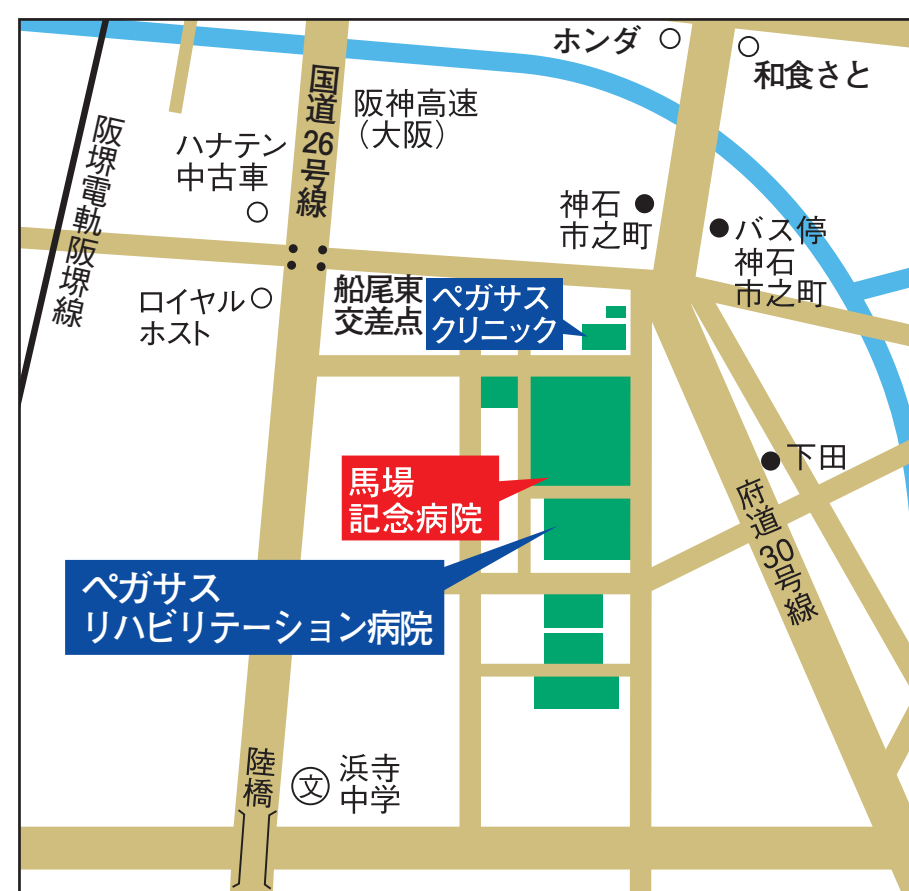 ホンダ
和食さと
国道26号線
阪神高速
(大阪)
阪堺電軌阪堺線
ハナテン
中古車
神石
市之町
バス停
神石
市之町
ロイヤル
ホスト
船尾東
交差点
ペガサス
クリニック
下田
馬場
記念病院
府道30号線
ペガサス
リハビリテーション病院
陸橋
文
浜寺
中学